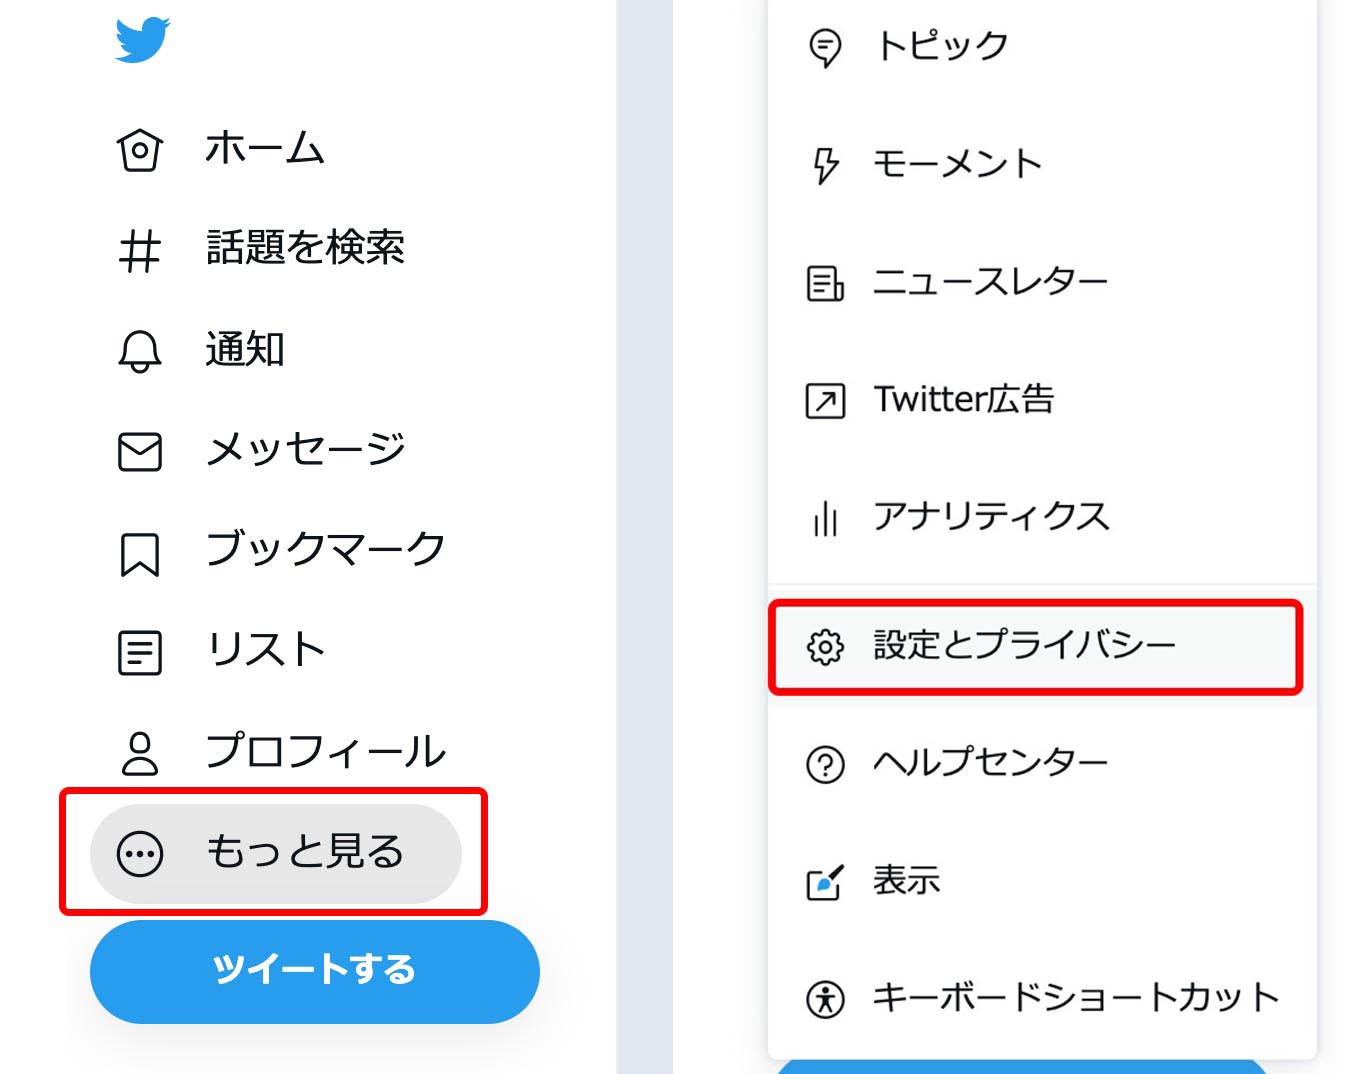 ホーム
話題を検索
通知
メッセージ
ブックマーク
リスト
プロフィール
もっと見る
ツイートする
トピック
モーメント
ニュースレター
Twitter広告
アナリティクス
設定とプライバシー
ヘルプセンター
表示
キーボードショートカット